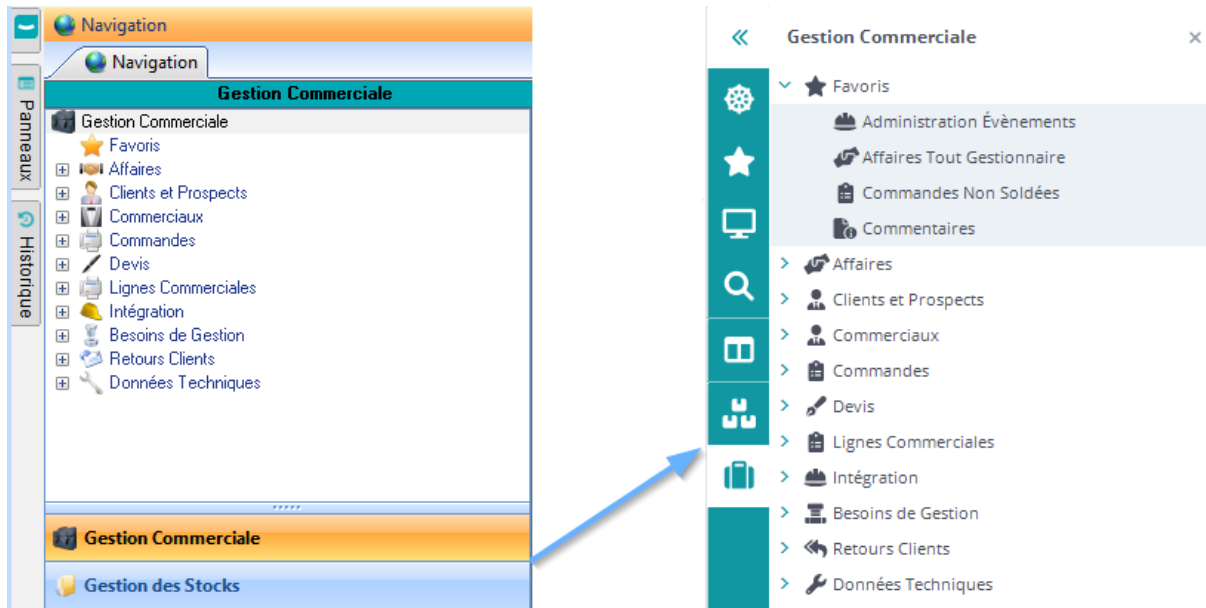 Navigation
Navigation
Panneaux
Historique
Gestion Commerciale
Gestion Commerciale
Favoris
Affaires
Clients et Prospects
Commerciaux
Commandes
Devis
Lignes Commerciales
Intégration
Besoins de Gestion
Retours Clients
Données Techniques
Gestion Commerciale
Gestion des Stocks
Gestion Commerciale
Favoris
Administration Évènements
Affaires Tout Gestionnaire
Commandes Non Soldées
Commentaires
Affaires
Clients et Prospects
Commerciaux
Commandes
Devis
Lignes Commerciales
Intégration
Besoins de Gestion
Retours Clients
Données Techniques